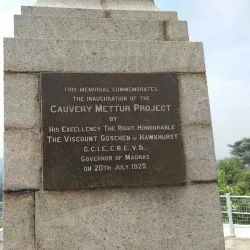 THIS MEMORIAL COMMEMORATES
THE INAUGURATION OF THE
CAUVERY METTUR PROJECT
BY
HIS EXCELLENCY THE RIGHT HONOURABLE
THE VISCOUNT GOSCHEN OF HAWKHURST
G.C.I.E., C.B.E., V.D.,
GOVERNOR OF MADRAS
ON 20TH JULY, 1925